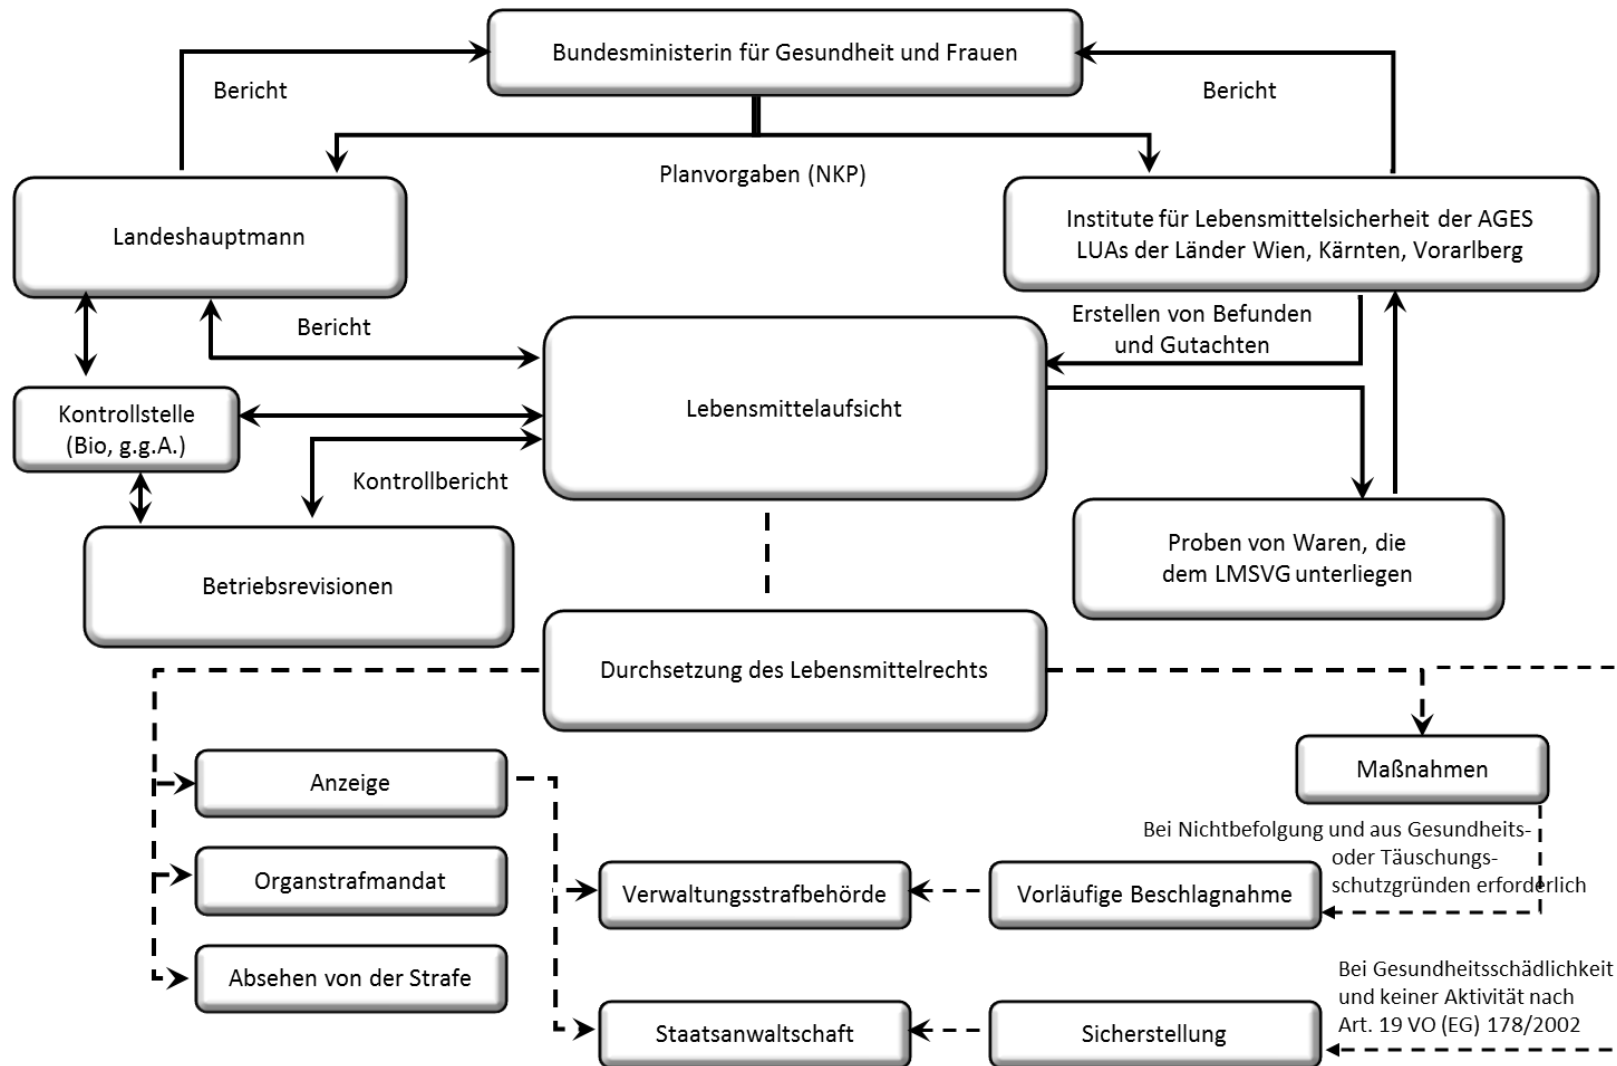 Bundesministerin für Gesundheit und Frauen
Bericht
Bericht
Planvorgaben (NKP)
Landeshauptmann
Institute für Lebensmittelsicherheit der AGES
LUAs der Länder Wien, Kärnten, Vorarlberg
Bericht
Erstellen von Befunden
und Gutachten
Kontrollstelle
(Bio, g.g.A.)
Lebensmittelaufsicht
Kontrollbericht
Betriebsrevisionen
Proben von Waren, die
dem LMSVG unterliegen
Durchsetzung des Lebensmittelrechts
Anzeige
Maßnahmen
Bei Nichtbefolgung und aus Gesundheits-
oder Täuschungs-
schutzgründen erforderlich
Organstrafmandat
Verwaltungsstrafbehörde
Vorläufige Beschlagnahme
Absehen von der Strafe
Bei Gesundheitsschädlichkeit
und keiner Aktivität nach
Art. 19 VO (EG) 178/2002
Staatsanwaltschaft
Sicherstellung